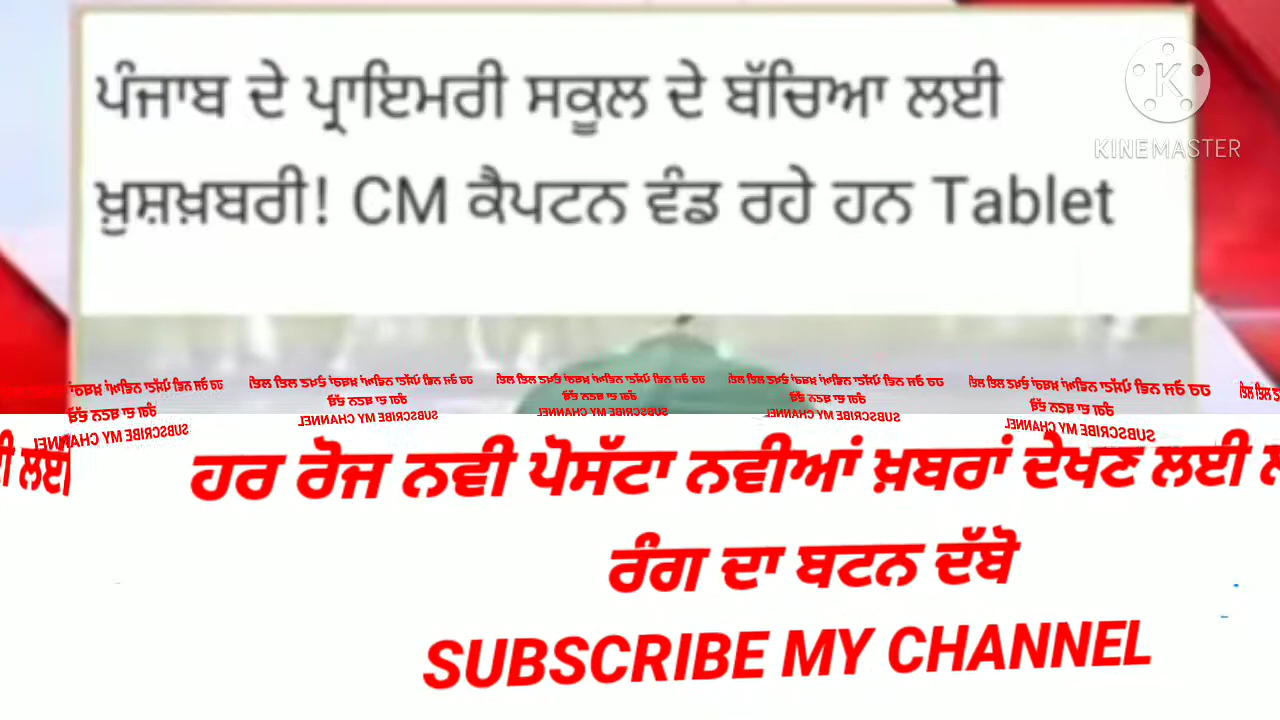 ਪੰਜਾਬ ਦੇ ਪ੍ਰਾਇਮਰੀ ਸਕੂਲ ਦੇ ਬੱਚਿਆ ਲਈ
ਖ਼ੁਸ਼ਖ਼ਬਰੀ! CM ਕੈਪਟਨ ਵੰਡ ਰਹੇ ਹਨ Tablet
K
KINEMASTER
ਹਰ ਰੋਜ ਨਵੀ ਪੋਸੱਟਾ ਨਵੀਆਂ ਖ਼ਬਰਾਂ ਦੇਖਣ ਲਈ
ਰੰਗ ਦਾ ਬਟਨ ਦੱਬੋ
SUBSCRIBE MY CHANNEL